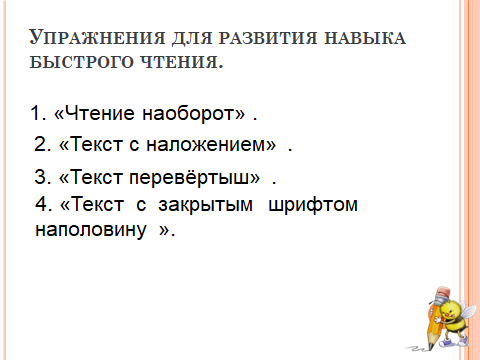 Упражнения для развития навыка
быстрого чтения.
1. «Чтение наоборот» .
2. «Текст с наложением» .
3. «Текст перевёртыш» .
4. «Текст с закрытым шрифтом
наполовину ».